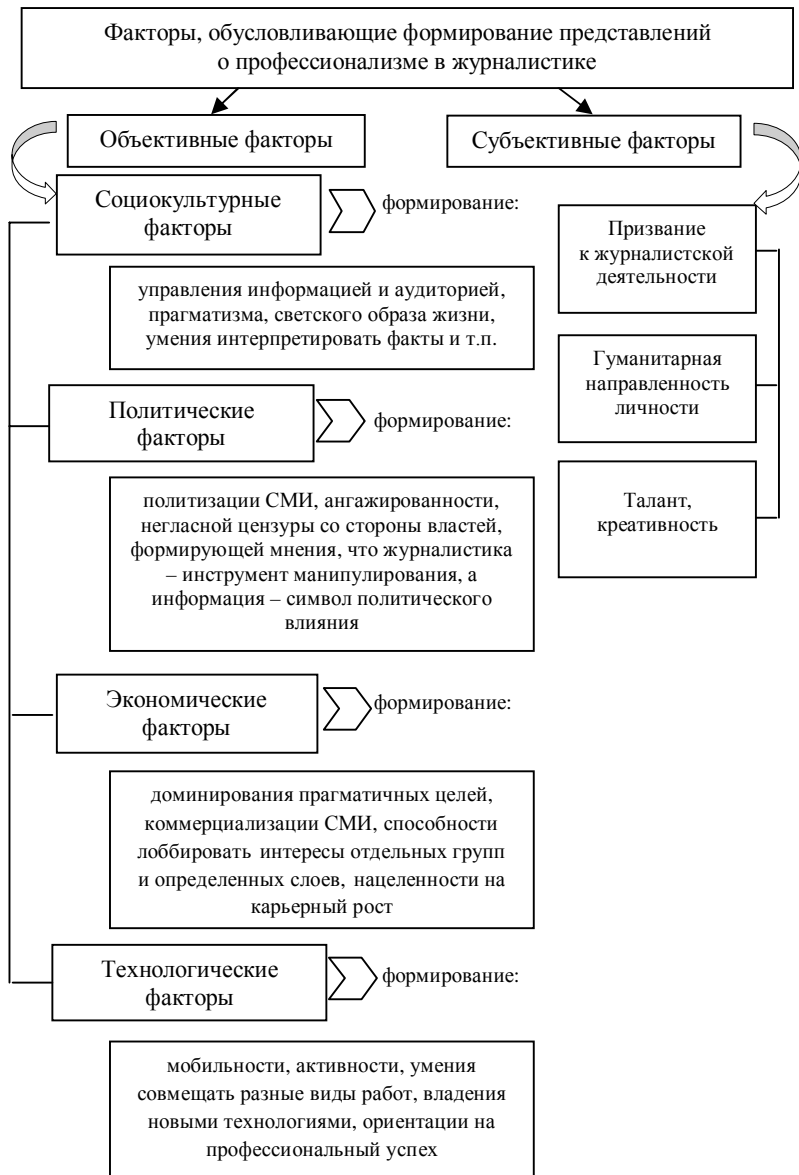 Факторы, обусловливающие формирование представлений
о профессионализме в журналистике
Объективные факторы
Субъективные факторы
Социокультурные
факторы
формирование:
управления информацией и аудиторией,
прагматизма, светского образа жизни,
умения интерпретировать факты и т.п.
Политические
факторы
формирование:
политизации СМИ, ангажированности,
негласной цензуры со стороны властей,
формирующей мнения, что журналистика
– инструмент манипулирования, а
информация – символ политического
влияния
Экономические
факторы
формирование:
доминирования прагматичных целей,
коммерциализации СМИ, способности
лоббировать интересы отдельных групп
и определенных слоев, нацеленности на
карьерный рост
Технологические
факторы
формирование:
мобильности, активности, умения
совмещать разные виды работ, владения
новыми технологиями, ориентации на
профессиональный успех
Призвание
к журналистской
деятельности
Гуманитарная
направленность
личности
Талант,
креативность